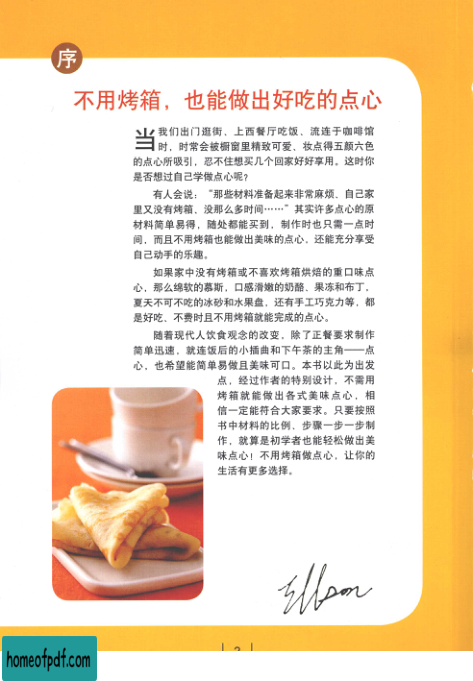 序
不用烤箱，也能做出好吃的点心
当我们出门逛街、上西餐厅吃饭，流连于咖啡馆
时，时常会被橱窗里精致可爱、妆点得五颜六色
的点心所吸引，忍不住想买几个回家好好享用。这时你
是否想过自己学做点心呢？
有人会说：“那些材料准备起来非常麻烦、自己家
里又没有烤箱、没那么多时间……”其实许多点心的原
材料简单易得，随处都能买到，制作时也只需一点时
间，而且不用烤箱也能做出美味的点心，还能充分享受
自己动手的乐趣。
如果家中没有烤箱或不喜欢烤箱烘焙的重口味点
心，那么绵软的慕斯，口感滑嫩的奶酪、果冻和布丁，
夏天不可不吃的冰砂和水果盘，还有手工巧克力等，都
是好吃、不费时且不用烤箱就能完成的点心。
随着现代人饮食观念的改变，除了正餐要求制作
简单迅速，就连饭后的小插曲和下午茶的主角——点
心，也希望能简单易做且美味可口。本书以此为出发
点，经过作者的特别设计，不需用
烤箱就能做出各式美味点心，相
信一定能符合大家要求。只要按照
书中材料的比例、步骤一步一步制
作，就算是初学者也能轻松做出美
味点心！不用烤箱做点心，让你的
生活有更多选择。
Ellson
homeofpdf.com